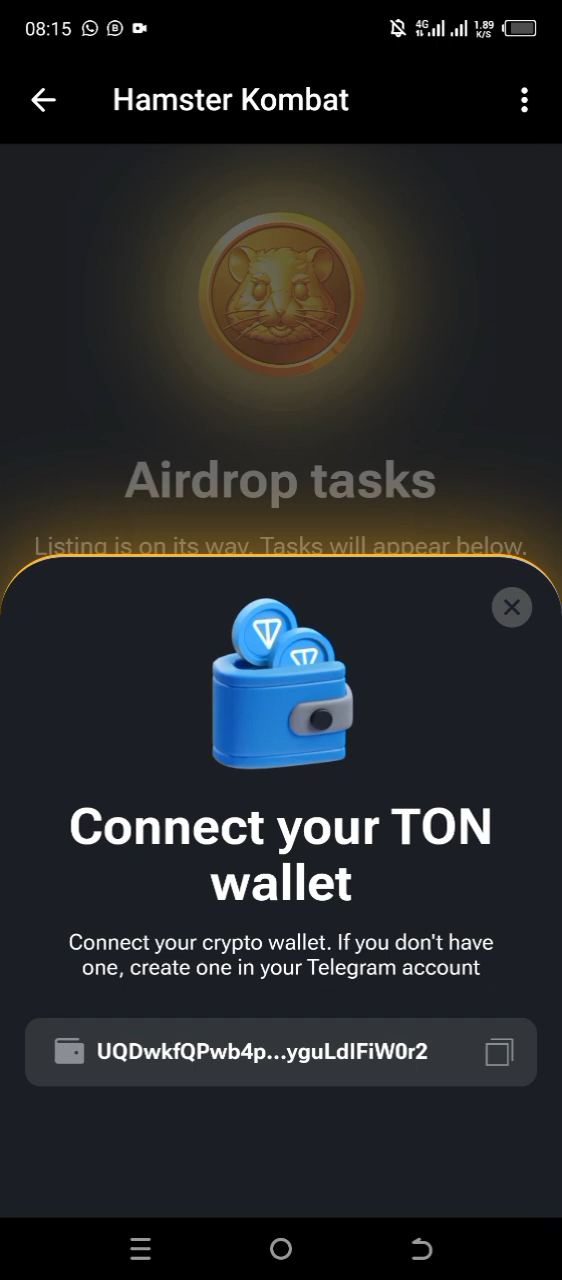 08:15
4G
1.89
K/S
Hamster Kombat
Airdrop tasks
Listing is on its way. Tasks will appear below.
Connect your TON
wallet
Connect your crypto wallet. If you don't have
one, create one in your Telegram account
UQDwkfQPwb4p...yguLdIFiW0r2